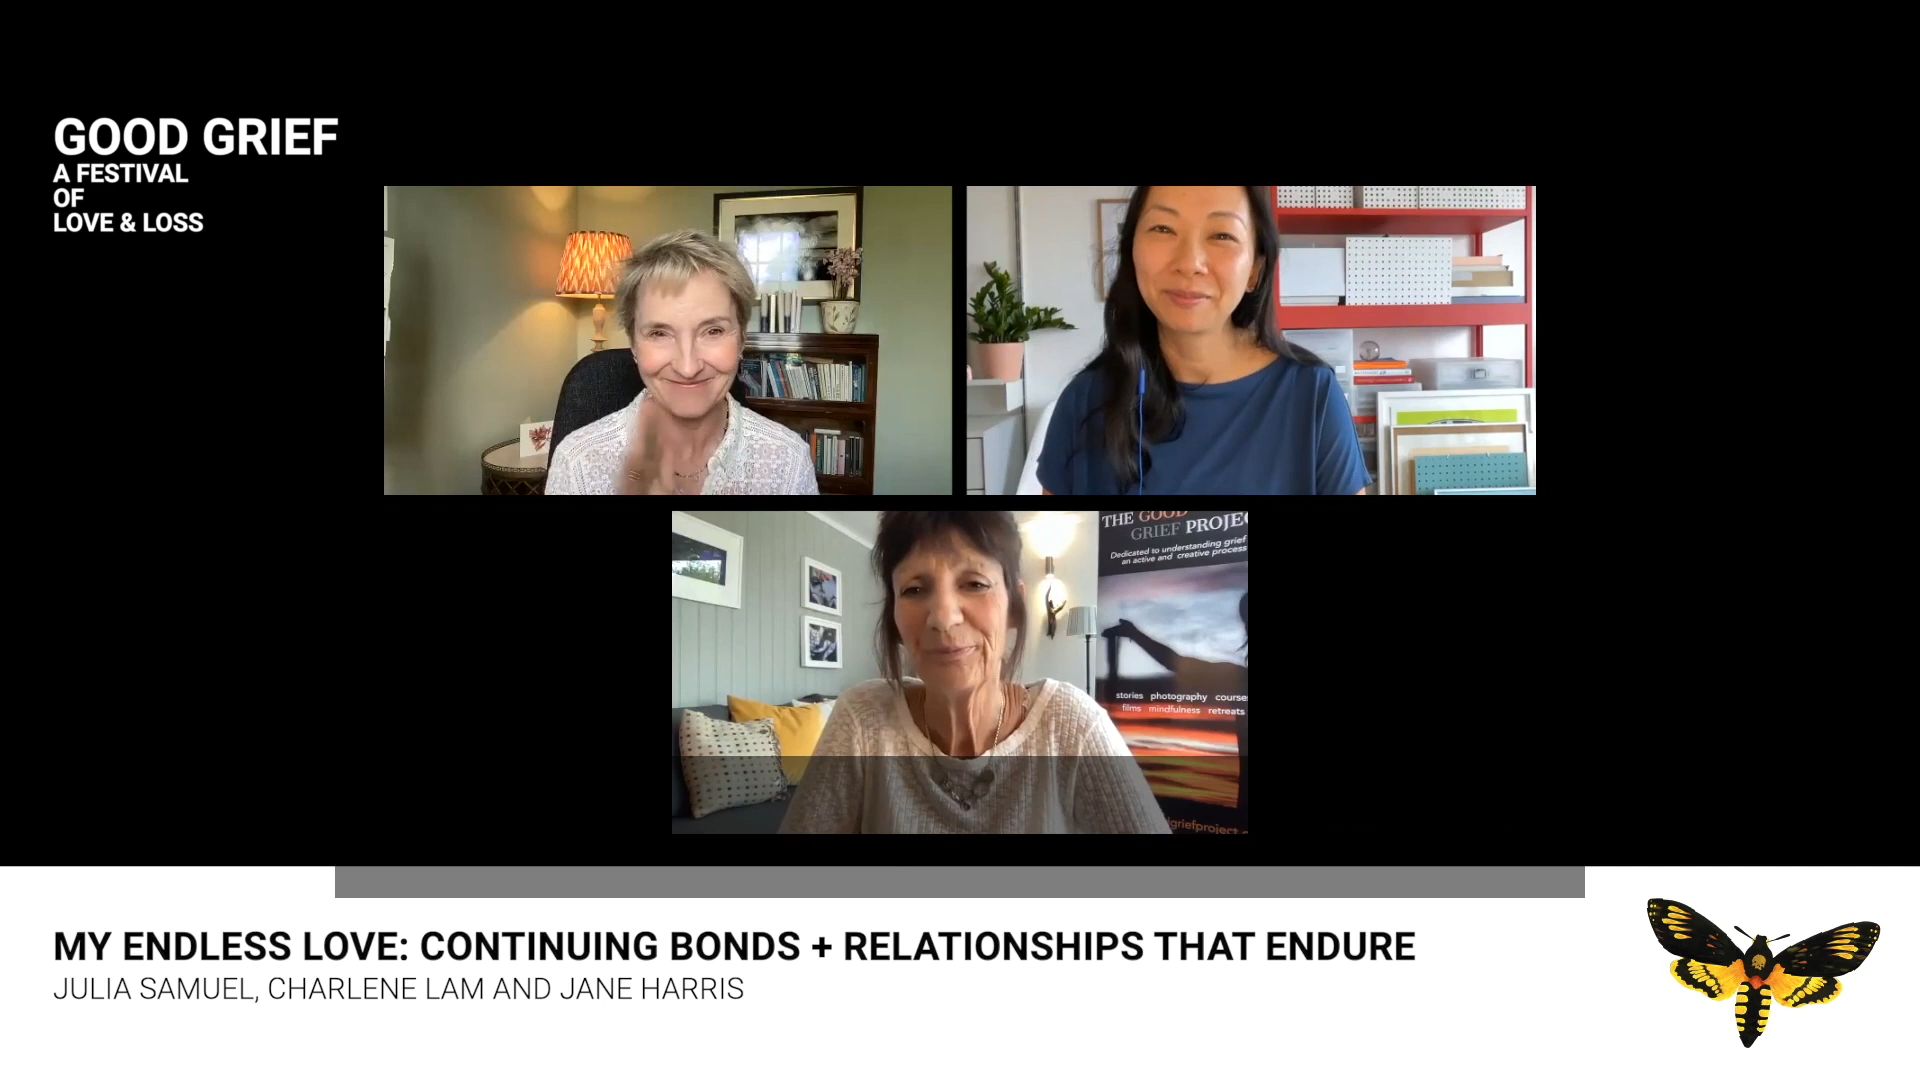 GOOD GRIEF
A FESTIVAL
OF
LOVE & LOSS
THE GOOD
GRIEF PROJEC
Dedicated to understanding grief
an active and creative process
stories photography course
films mindfulness retreats
griefproject.
MY ENDLESS LOVE: CONTINUING BONDS + RELATIONSHIPS THAT ENDURE
JULIA SAMUEL, CHARLENE LAM AND JANE HARRIS